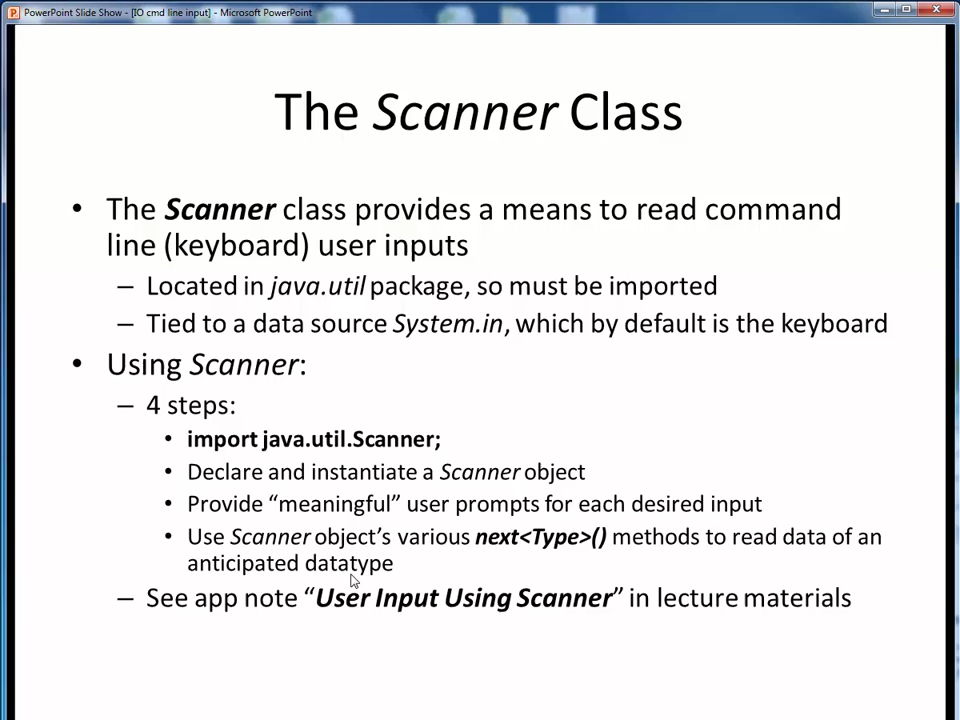 PowerPoint Slide Show - [IO cmd line input] - Microsoft PowerPoint
The Scanner Class
• The Scanner class provides a means to read command
line (keyboard) user inputs
– Located in java.util package, so must be imported
– Tied to a data source System.in, which by default is the keyboard
• Using Scanner:
– 4 steps:
• import java.util.Scanner;
• Declare and instantiate a Scanner object
• Provide “meaningful” user prompts for each desired input
• Use Scanner object’s various next<Type>() methods to read data of an
anticipated datatype
– See app note “User Input Using Scanner” in lecture materials